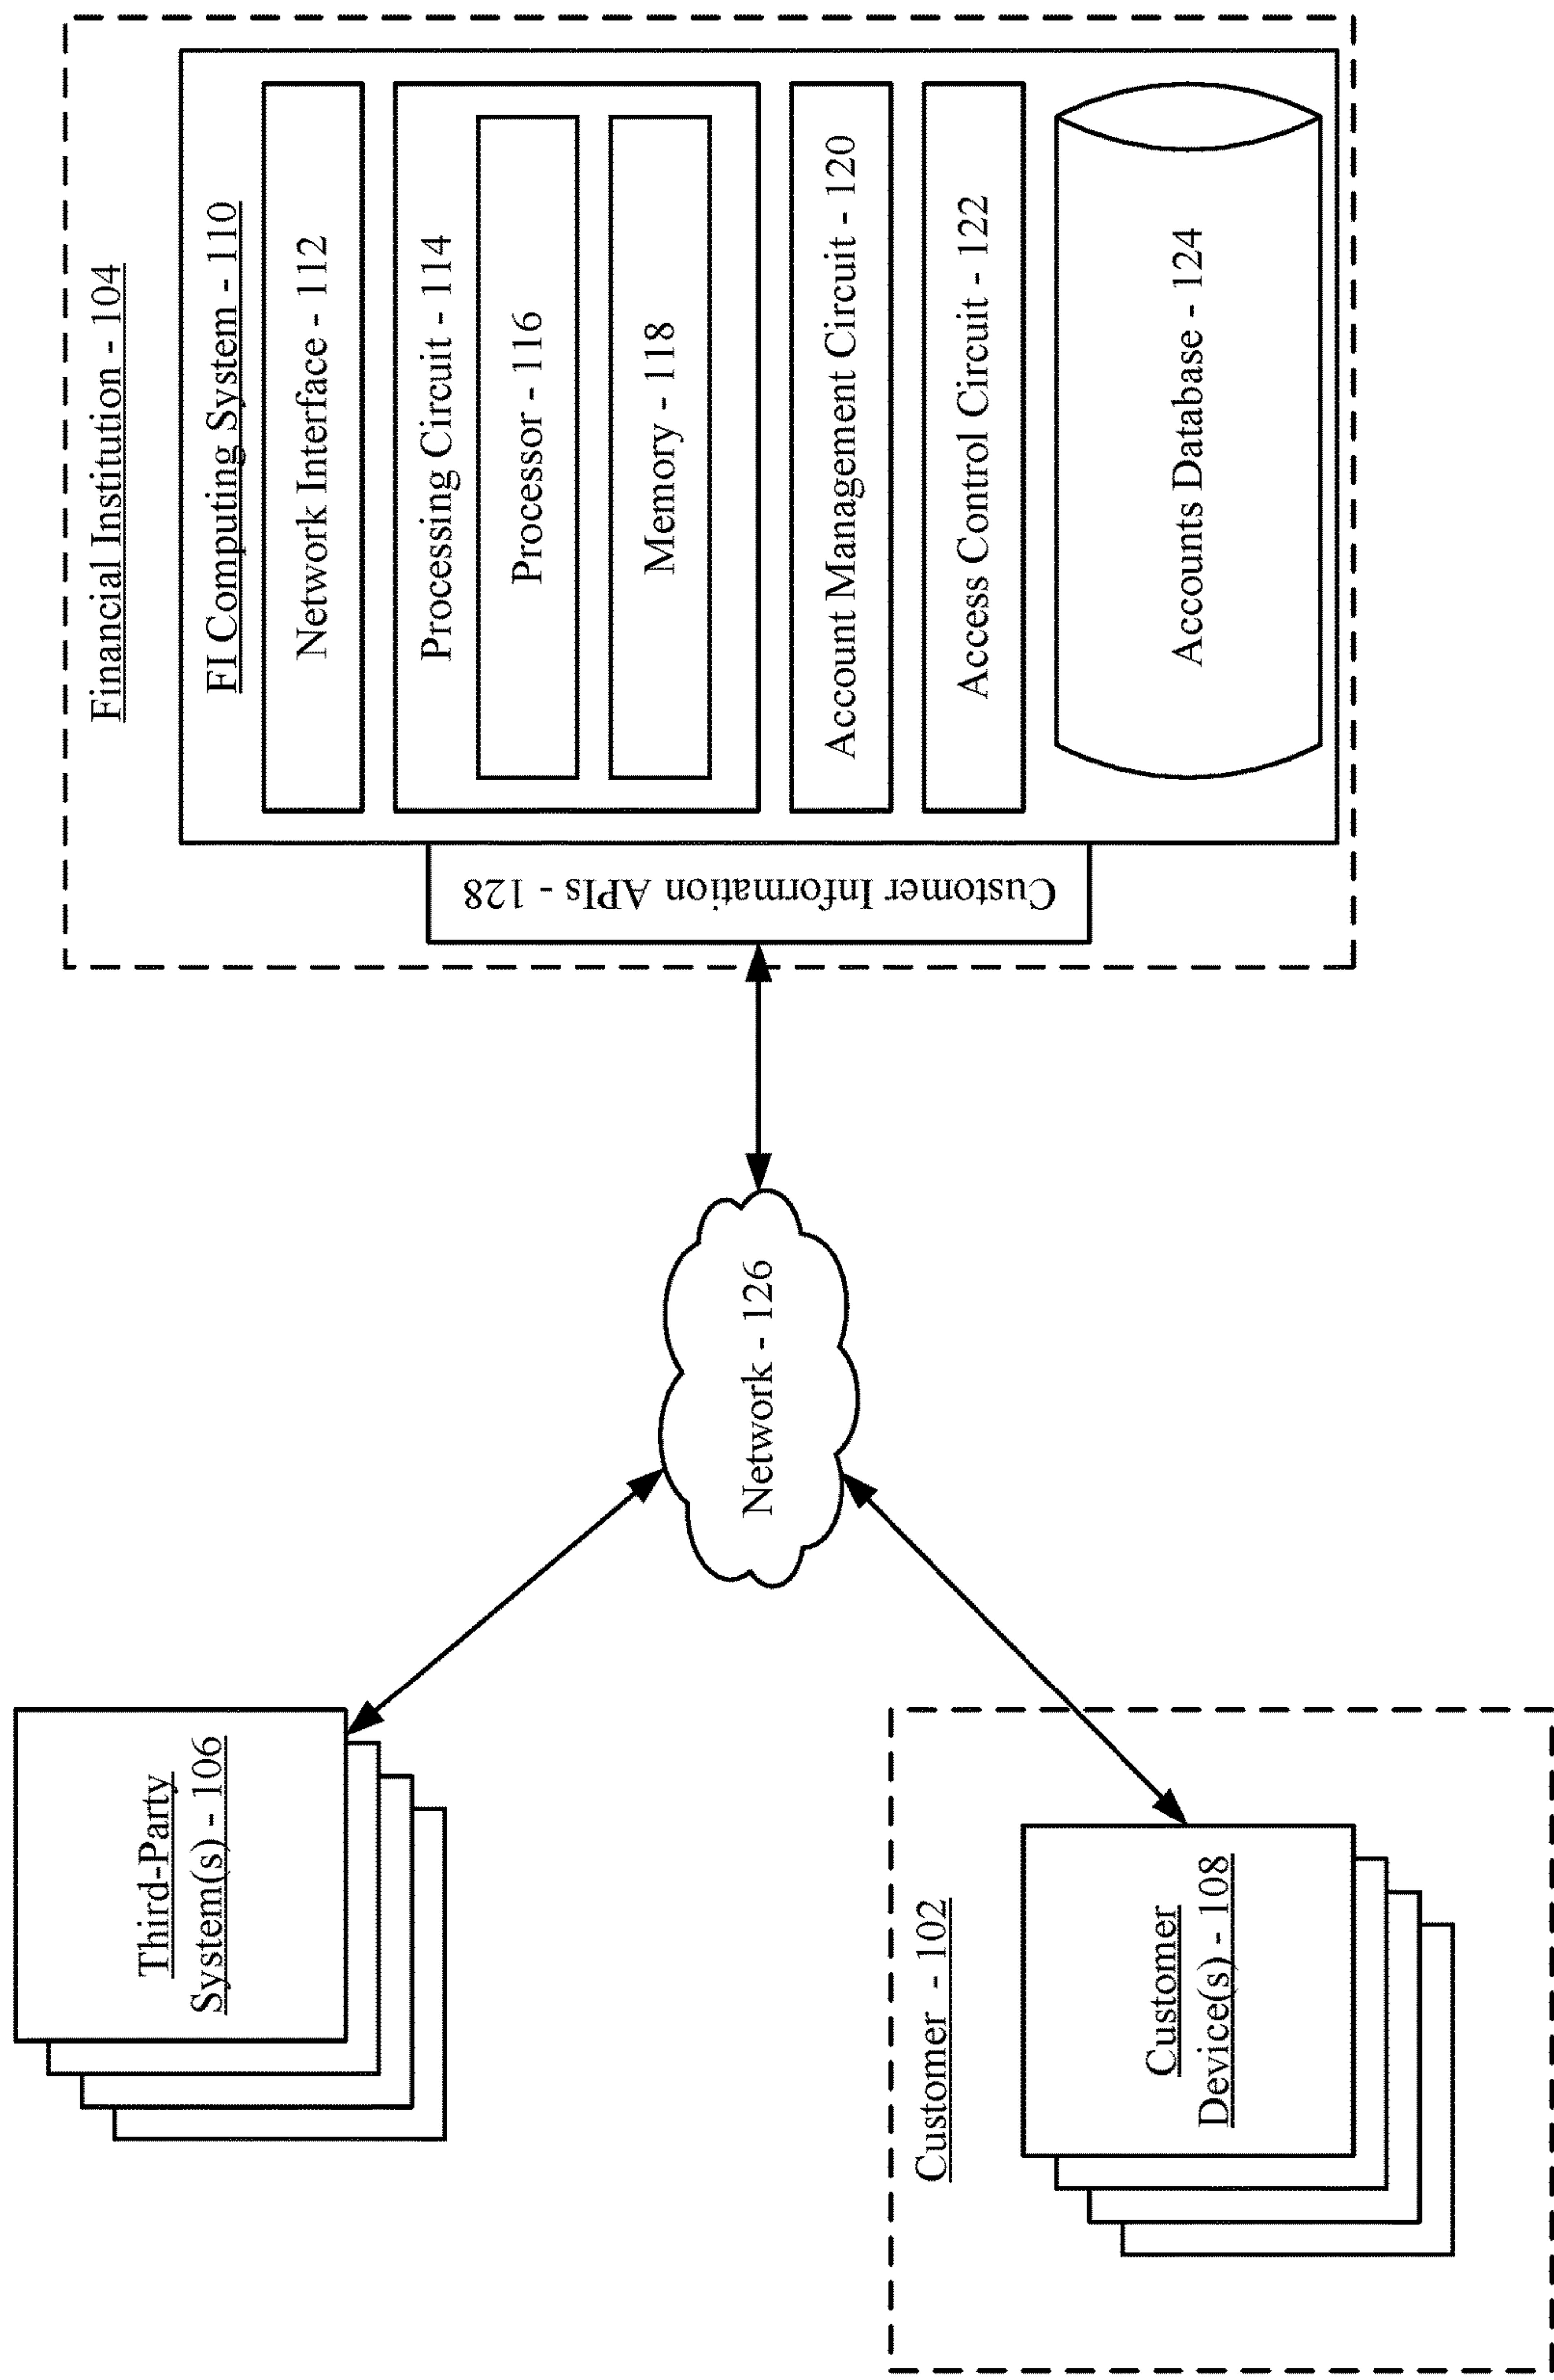 Third-Party
System(s) - 106
Customer - 102
Customer
Device(s) - 108
Network - 126
Customer Information APIs - 128
Financial Institution - 104
FI Computing System - 110
Network Interface - 112
Processing Circuit - 114
Processor - 116
Memory - 118
Account Management Circuit - 120
Access Control Circuit - 122
Accounts Database - 124